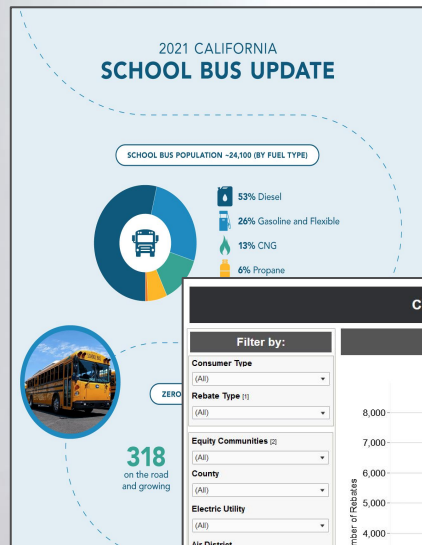 2021 CALIFORNIA
SCHOOL BUS UPDATE
SCHOOL BUS POPULATION ~24,100 (BY FUEL TYPE)
53% Diesel
26% Gasoline and Flexible
13% CNG
6% Propane
ZERO
318
on the road
and growing
C
Filter by:
Consumer Type
(All)
Rebate Type [1]
(All)
Equity Communities [2]
(All)
County
(All)
Electric Utility
(All)
Air District
8,000
7,000
6,000
5,000
4,000
mber of Rebates